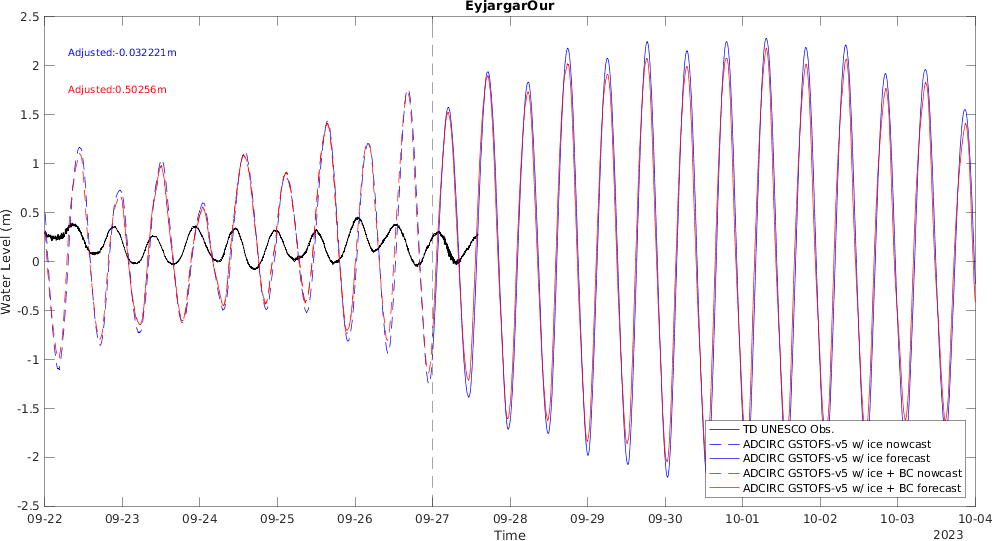 EyjargarOur
Adjusted:-0.032221m
Adjusted:0.50256m
Water Level (m)
2.5
2
1.5
1
0.5
0
-0.5
-1
-1.5
-2
-2.5
TD UNESCO Obs.
ADCIRC GSTOFS-v5 w/ ice nowcast
ADCIRC GSTOFS-v5 w/ ice forecast
ADCIRC GSTOFS-v5 w/ ice + BC nowcast
ADCIRC GSTOFS-v5 w/ ice + BC forecast
09-22 09-23 09-24 09-25 09-26 09-27 09-28 09-29 09-30 10-01 10-02 10-03 10-04
Time
2023